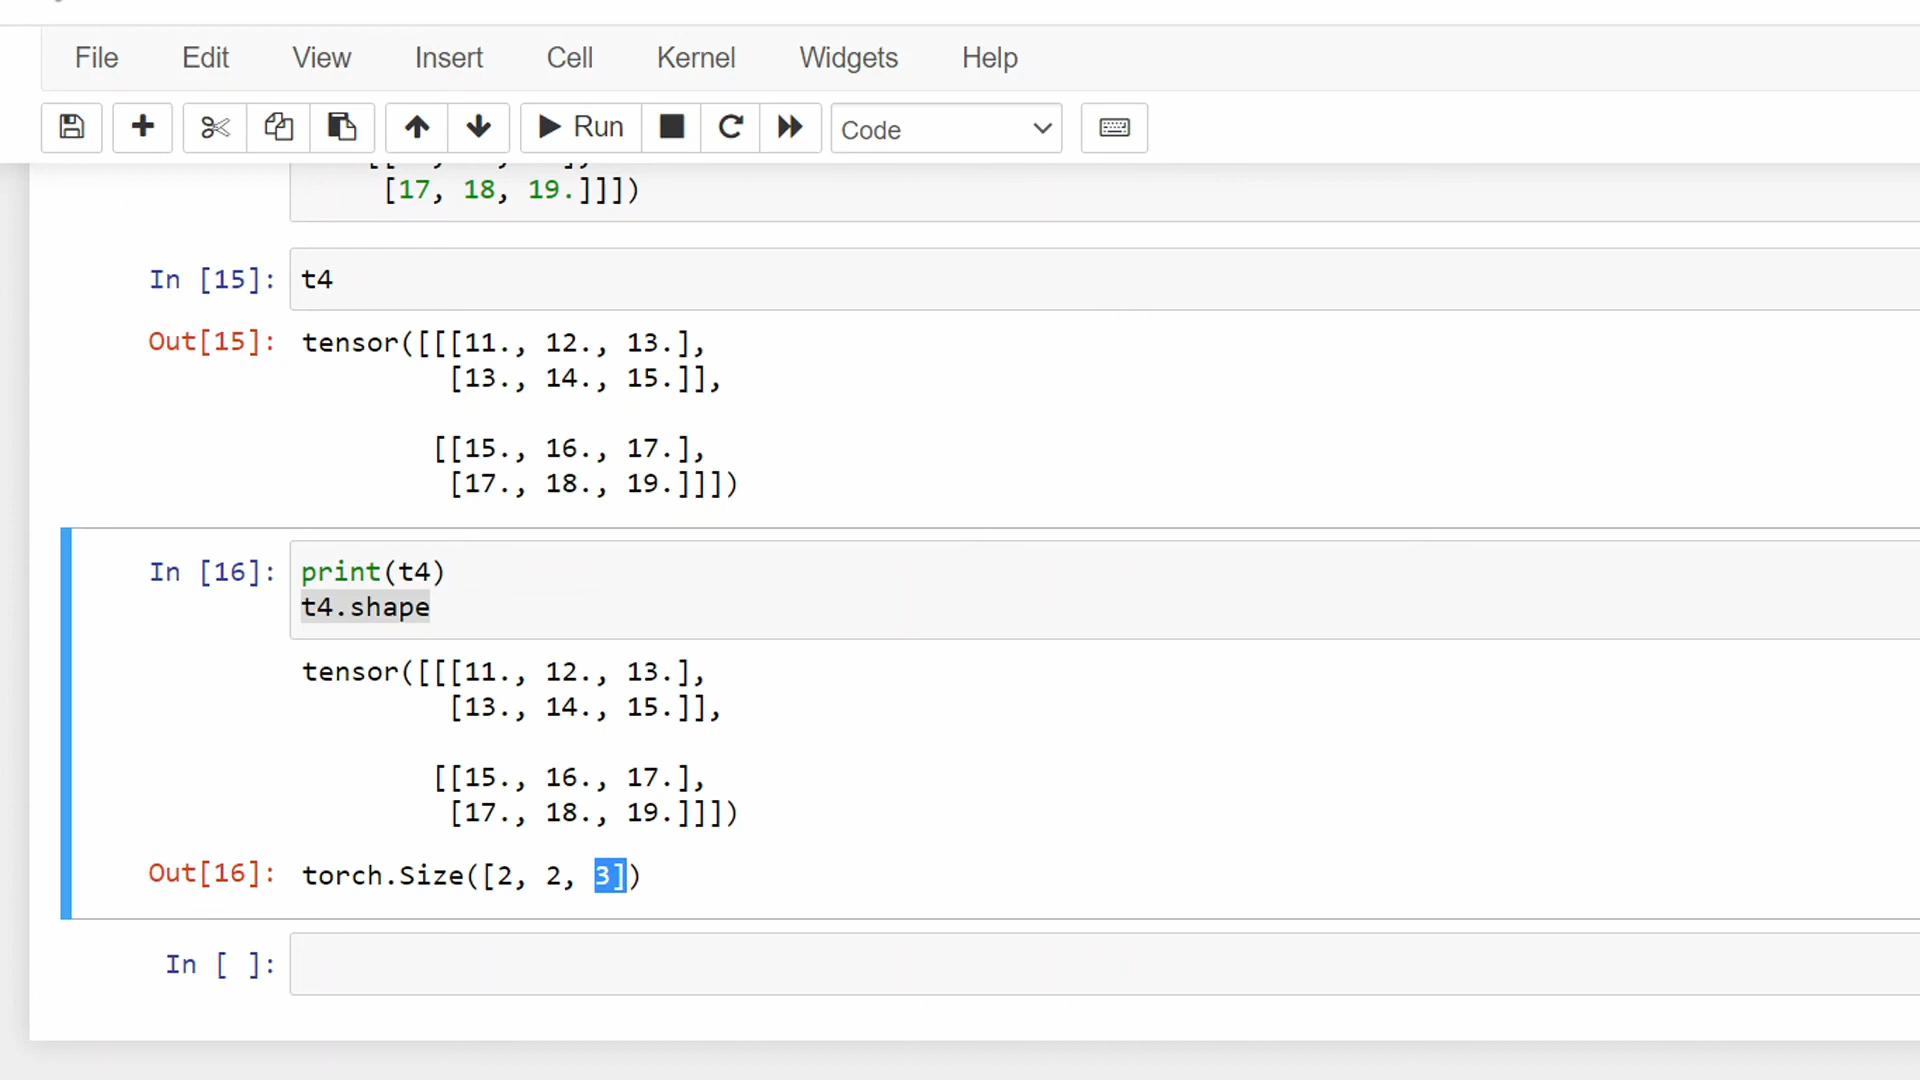 File Edit View Insert Cell Kernel Widgets Help
Run Code
[17, 18, 19.]]])
In [15]: t4
Out[15]: tensor([[[11., 12., 13.],
[13., 14., 15.]],
[[15., 16., 17.],
[17., 18., 19.]]])
In [16]: print(t4)
t4.shape
tensor([[[11., 12., 13.],
[13., 14., 15.]],
[[15., 16., 17.],
[17., 18., 19.]]])
Out[16]: torch.Size([2, 2, 3])
In [ ]: